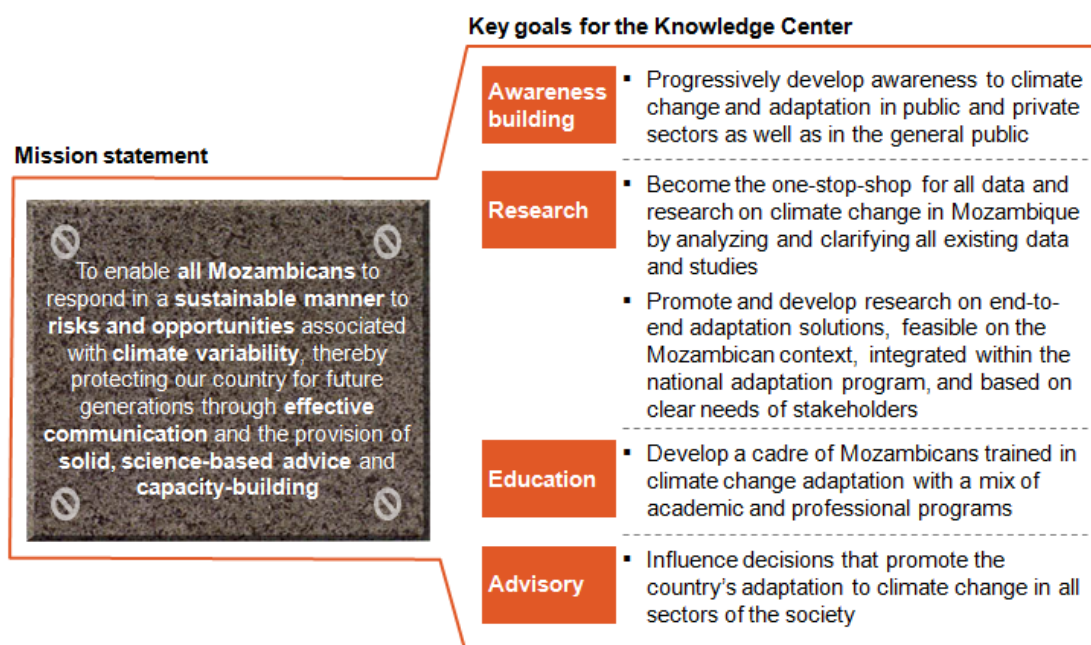 Key goals for the Knowledge Center
Mission statement
To enable all Mozambicans to
respond in a sustainable manner to
risks and opportunities associated
with climate variability, thereby
protecting our country for future
generations through effective
communication and the provision of
solid, science-based advice and
capacity-building
Awareness
building
▪ Progressively develop awareness to climate
change and adaptation in public and private
sectors as well as in the general public
Research
▪ Become the one-stop-shop for all data and
research on climate change in Mozambique
by analyzing and clarifying all existing data
and studies
▪ Promote and develop research on end-to-
end adaptation solutions, feasible on the
Mozambican context, integrated within the
national adaptation program, and based on
clear needs of stakeholders
Education
▪ Develop a cadre of Mozambicans trained in
climate change adaptation with a mix of
academic and professional programs
Advisory
▪ Influence decisions that promote the
country's adaptation to climate change in all
sectors of the society